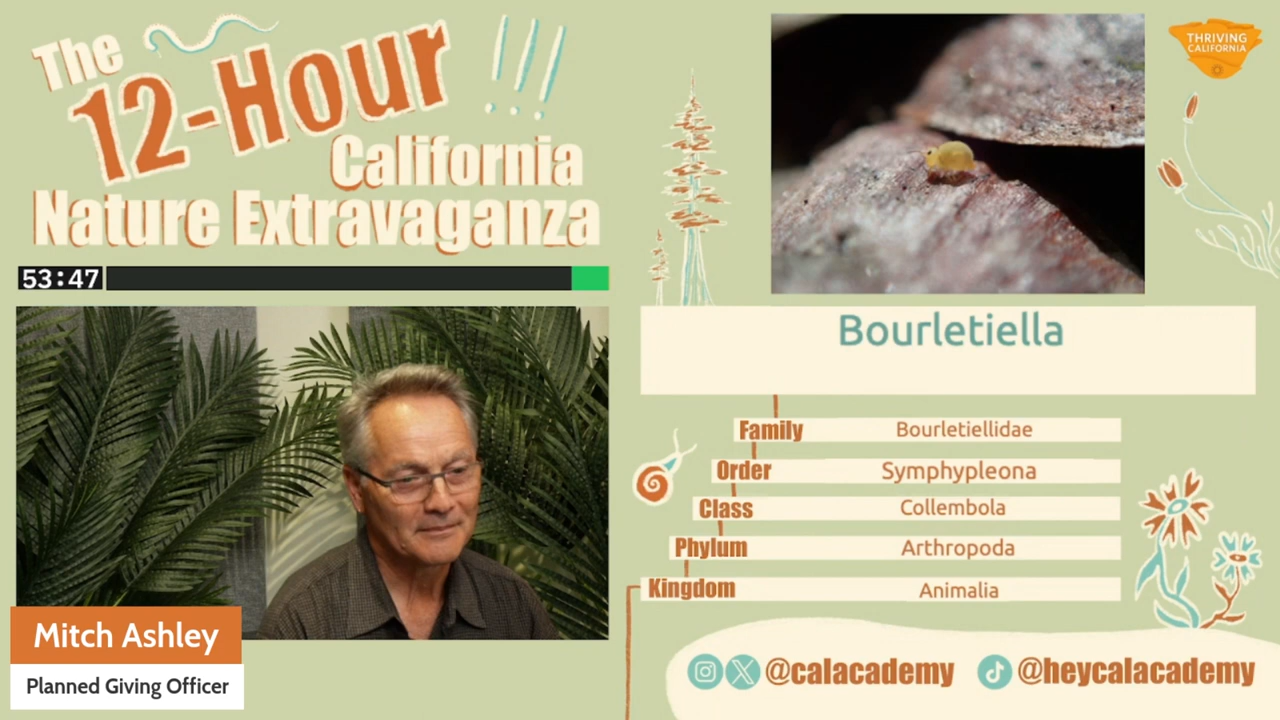 The
12-Hour !!!
California
Nature Extravaganza
THRIVING
CALIFORNIA
53:47
Bourletiella
Family Bourletiellidae
Order Symphypleona
Class Collembola
Phylum Arthropoda
Kingdom Animalia
Mitch Ashley
Planned Giving Officer
@calacademy @heycalacademy